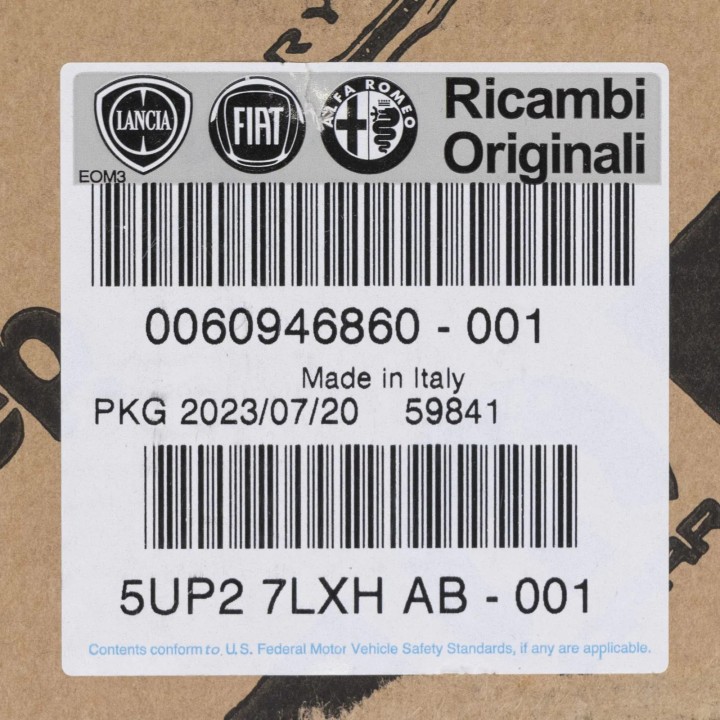 LANCIA
FIAT
ALFA ROMEO
Ricambi
Originali
EOM3
0060946860 - 001
Made in Italy
PKG 2023/07/20 59841
5UP2 7LXH AB - 001
Contents conform to U.S. Federal Motor Vehicle Safety Standards, if any are applicable.